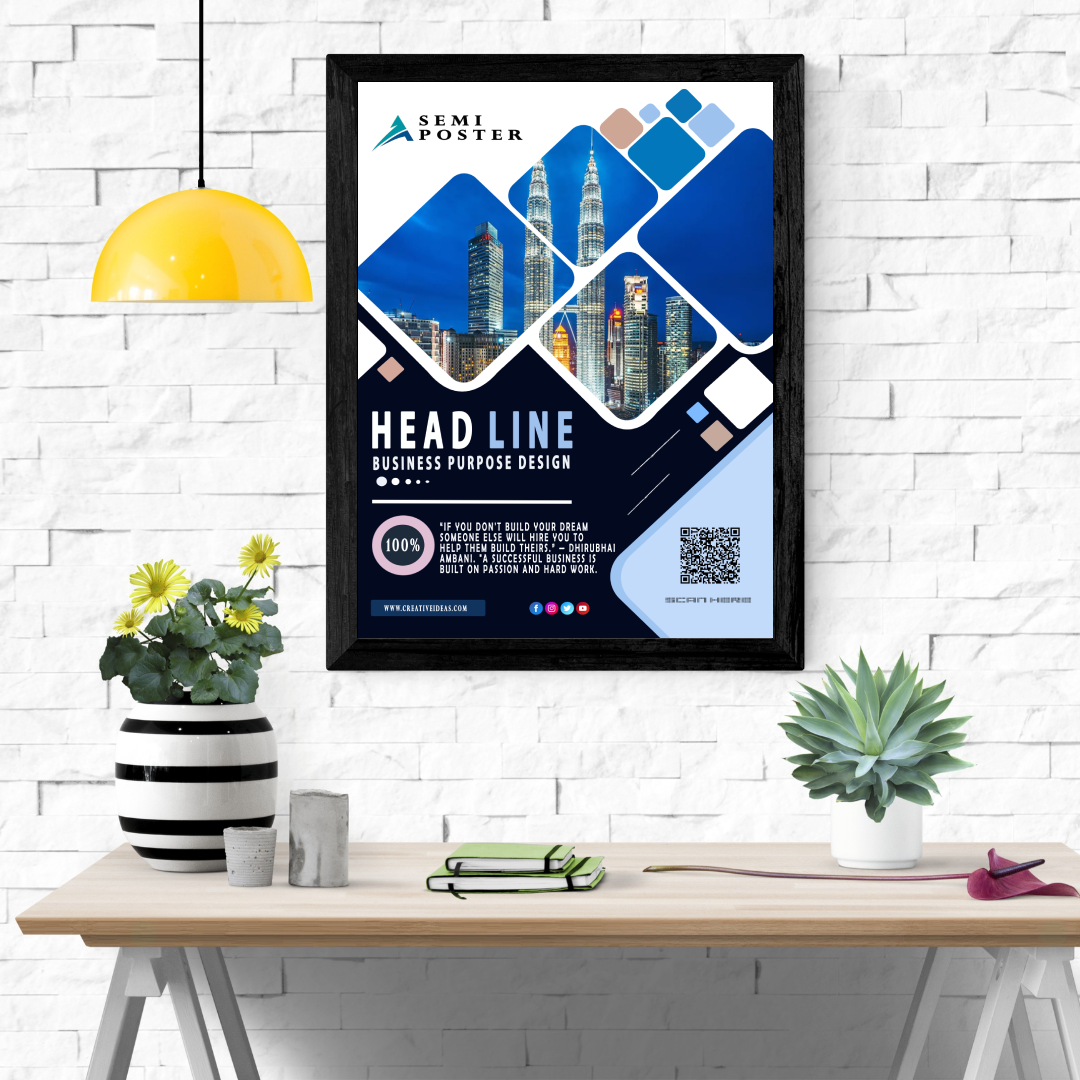 SEMI
POSTER
HEAD LINE
BUSINESS PURPOSE DESIGN
100%
"IF YOU DON'T BUILD YOUR DREAM
SOMEONE ELSE WILL HIRE YOU TO
HELP THEM BUILD THEIRS." – DHIRUBHAI
AMBANI. "A SUCCESSFUL BUSINESS IS
BUILT ON PASSION AND HARD WORK.
WWW.CREATIVEIDEAS.COM
SCAN HERE